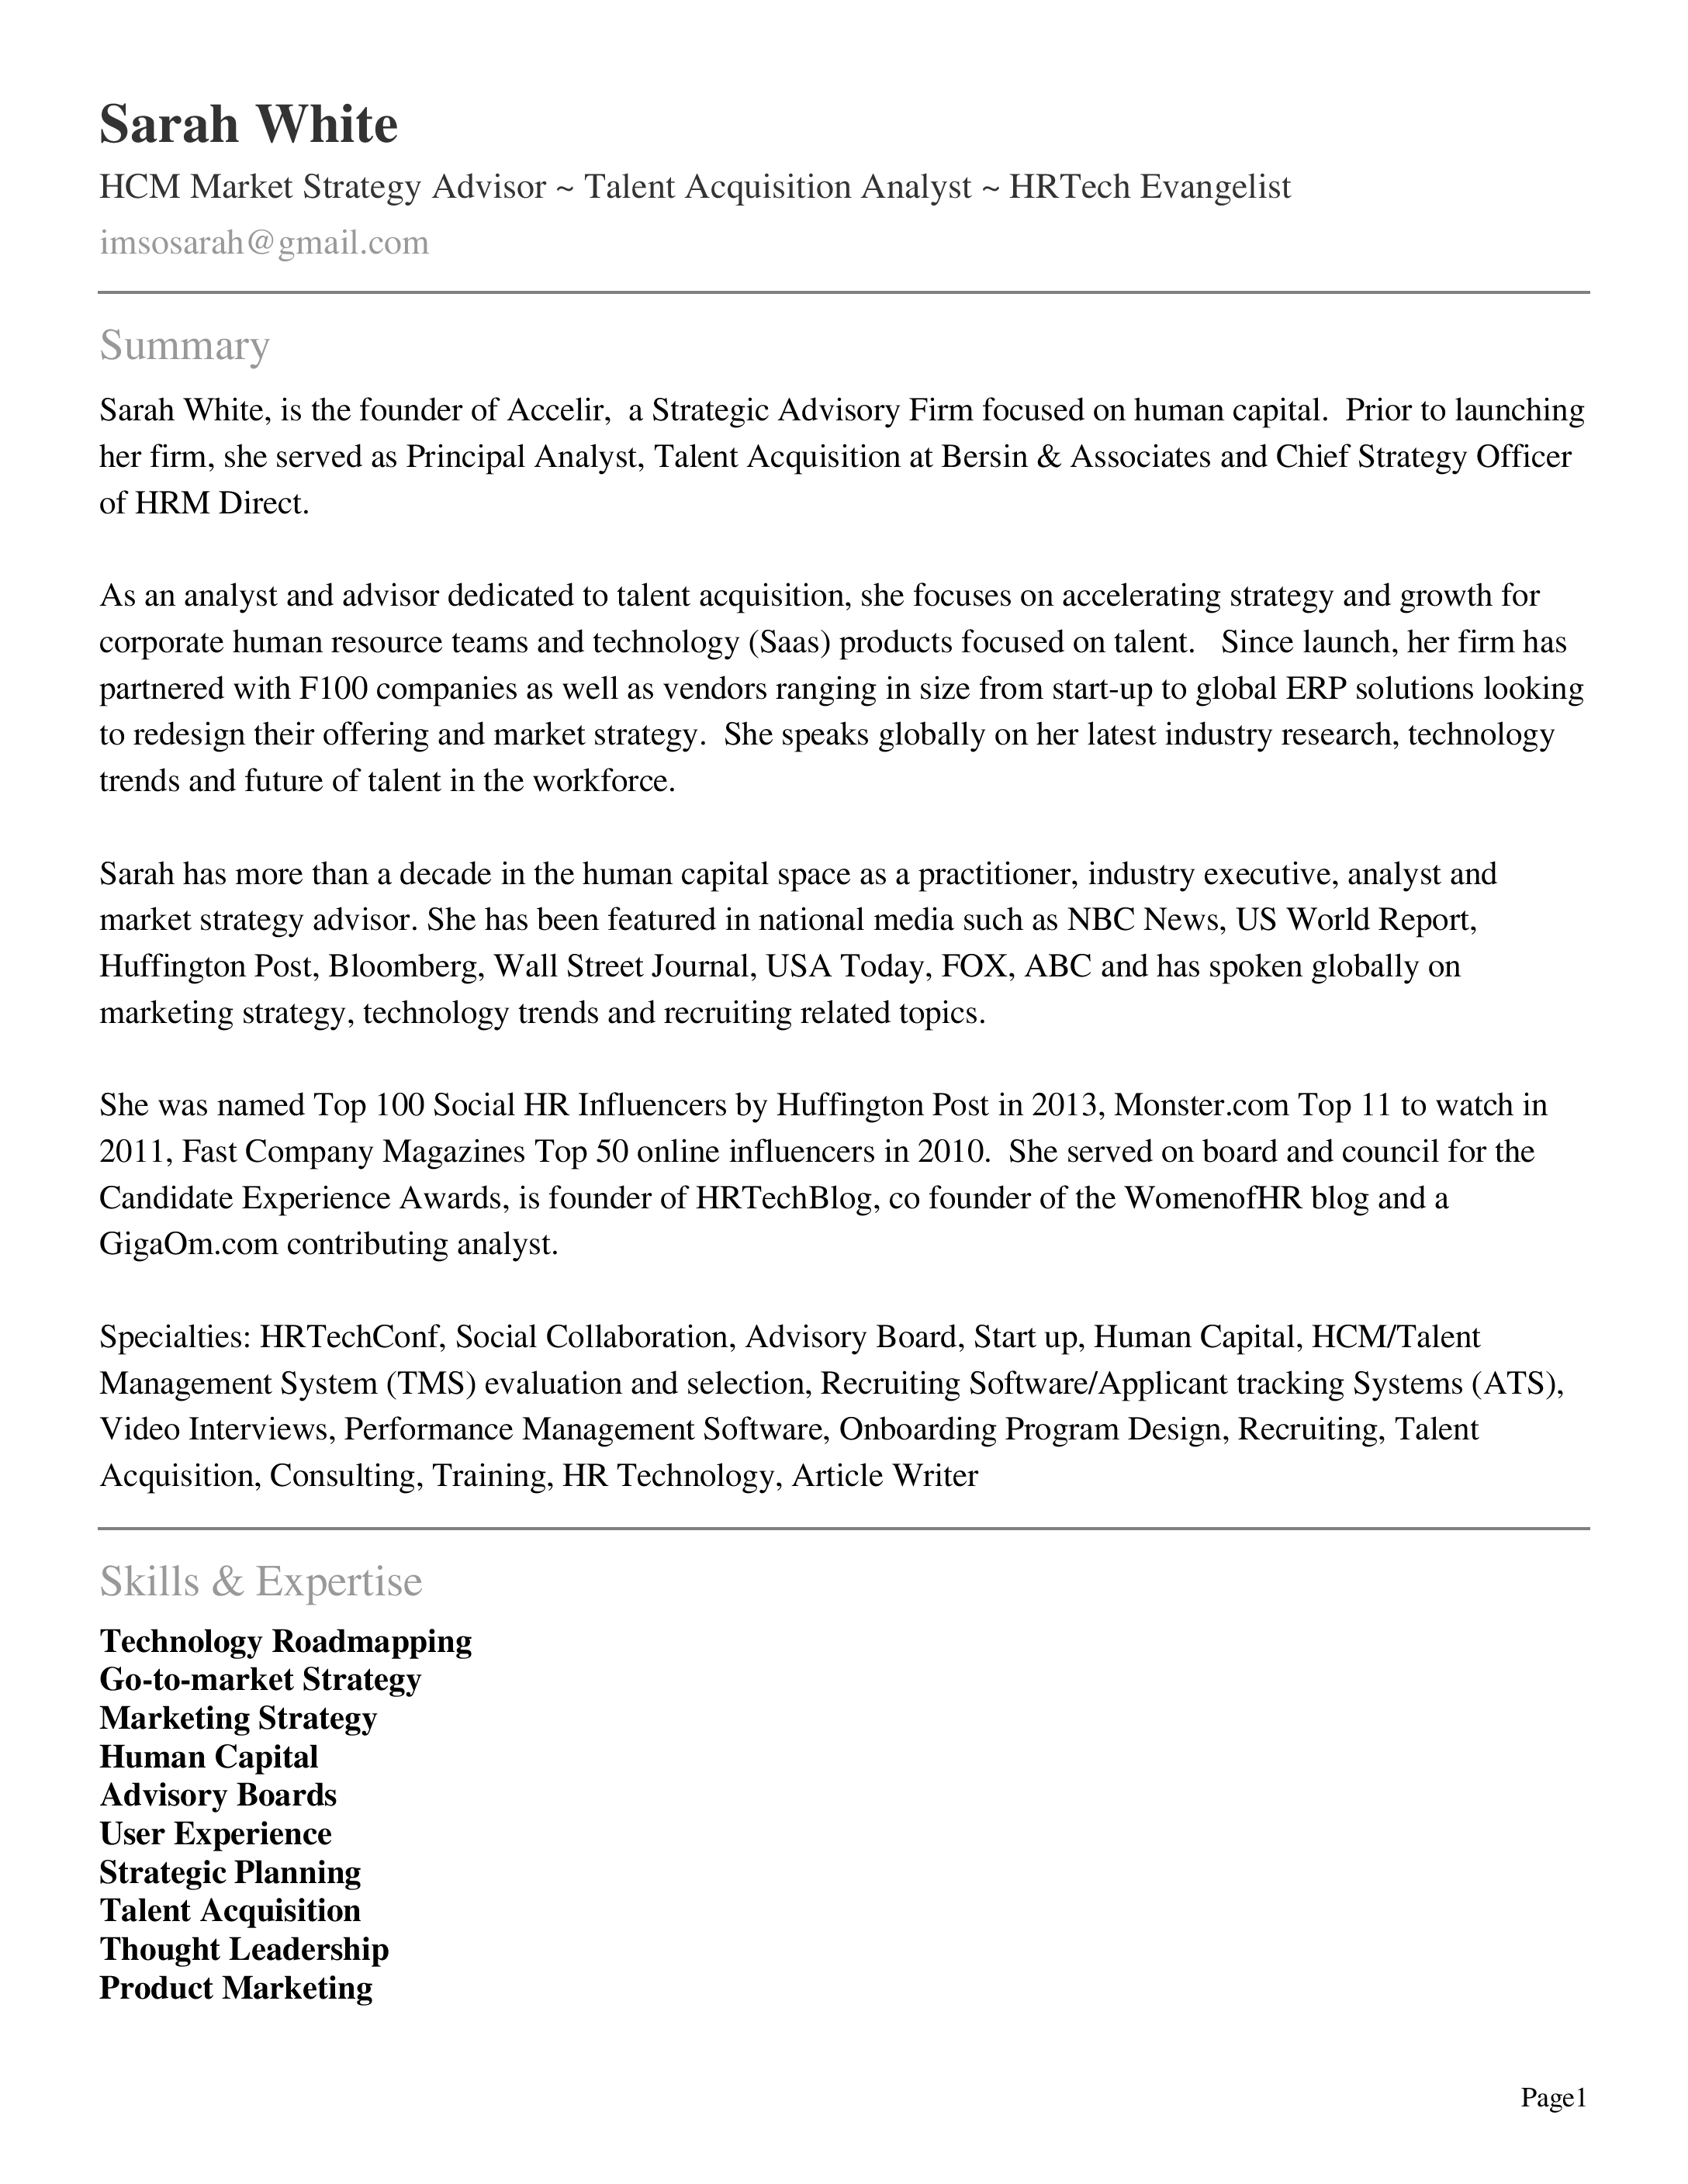 Sarah White
HCM Market Strategy Advisor ~ Talent Acquisition Analyst ~ HRTech Evangelist
imsosarah@gmail.com
Summary
Sarah White, is the founder of Accelir,  a Strategic Advisory Firm focused on human capital.  Prior to launching
her firm, she served as Principal Analyst, Talent Acquisition at Bersin & Associates and Chief Strategy Officer
of HRM Direct.
As an analyst and advisor dedicated to talent acquisition, she focuses on accelerating strategy and growth for
corporate human resource teams and technology (Saas) products focused on talent.   Since launch, her firm has
partnered with F100 companies as well as vendors ranging in size from start-up to global ERP solutions looking
to redesign their offering and market strategy.  She speaks globally on her latest industry research, technology
trends and future of talent in the workforce.
Sarah has more than a decade in the human capital space as a practitioner, industry executive, analyst and
market strategy advisor. She has been featured in national media such as NBC News, US World Report,
Huffington Post, Bloomberg, Wall Street Journal, USA Today, FOX, ABC and has spoken globally on
marketing strategy, technology trends and recruiting related topics.
She was named Top 100 Social HR Influencers by Huffington Post in 2013, Monster.com Top 11 to watch in
2011, Fast Company Magazines Top 50 online influencers in 2010.  She served on board and council for the
Candidate Experience Awards, is founder of HRTechBlog, co founder of the WomenofHR blog and a
GigaOm.com contributing analyst.
Specialties: HRTechConf, Social Collaboration, Advisory Board, Start up, Human Capital, HCM/Talent
Management System (TMS) evaluation and selection, Recruiting Software/Applicant tracking Systems (ATS),
Video Interviews, Performance Management Software, Onboarding Program Design, Recruiting, Talent
Acquisition, Consulting, Training, HR Technology, Article Writer
Skills & Expertise
Technology Roadmapping
Go-to-market Strategy
Marketing Strategy
Human Capital
Advisory Boards
User Experience
Strategic Planning
Talent Acquisition
Thought Leadership
Product Marketing
Page1